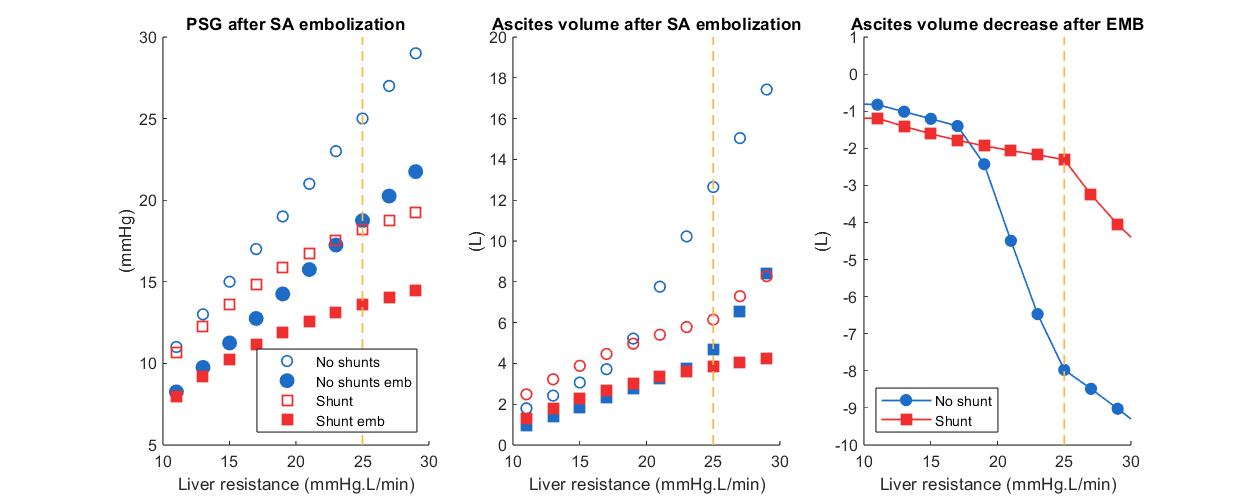 PSG after SA embolization
30
25
20
15
10
5
(mmHg)
10 15 20 25 30
Liver resistance (mmHg.L/min)
No shunts
No shunts emb
Shunt
Shunt emb
Ascites volume after SA embolization
20
18
16
14
12
10
8
6
4
2
0
(L)
10 15 20 25 30
Liver resistance (mmHg.L/min)
Ascites volume decrease after EMB
1
0
-1
-2
-3
-4
-5
-6
-7
-8
-9
-10
(L)
10 15 20 25 30
Liver resistance (mmHg.L/min)
No shunt
Shunt